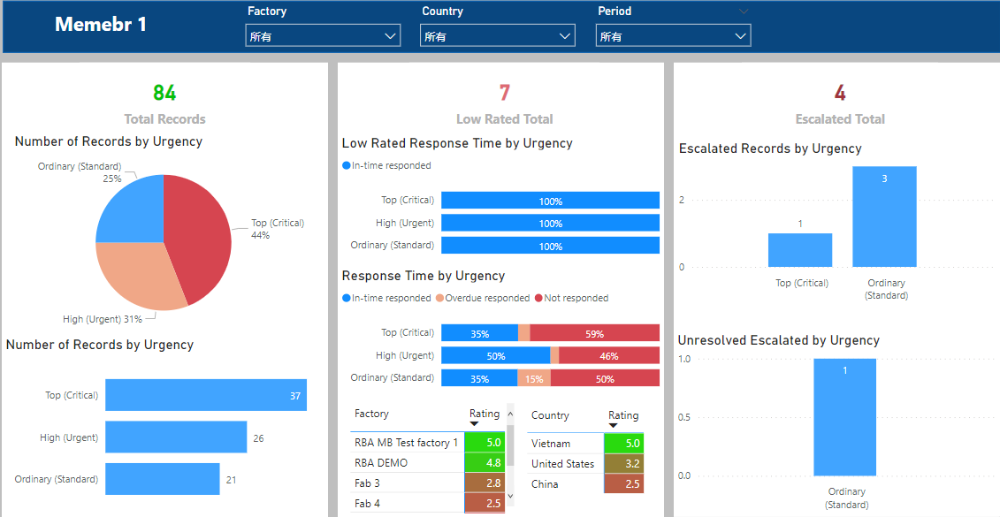 Memebr 1
Factory
所有
Country
所有
Period
所有
84
Total Records
Number of Records by Urgency
Ordinary (Standard)
25%
Top (Critical)
44%
High (Urgent) 31%
Number of Records by Urgency
Top (Critical) 37
High (Urgent) 26
Ordinary (Standard) 21
7
Low Rated Total
Low Rated Response Time by Urgency
In-time responded
Top (Critical) 100%
High (Urgent) 100%
Ordinary (Standard) 100%
Response Time by Urgency
In-time responded Overdue responded Not responded
Top (Critical) 35% 59%
High (Urgent) 50% 46%
Ordinary (Standard) 35% 15% 50%
Factory Rating
RBA MB Test factory 1 5.0
RBA DEMO 4.8
Fab 3 2.8
Fab 4 2.5
Country Rating
Vietnam 5.0
United States 3.2
China 2.5
4
Escalated Total
Escalated Records by Urgency
3
2
1
0
Top (Critical)
Ordinary
(Standard)
Unresolved Escalated by Urgency
1.0
1
0.5
0.0
Ordinary
(Standard)